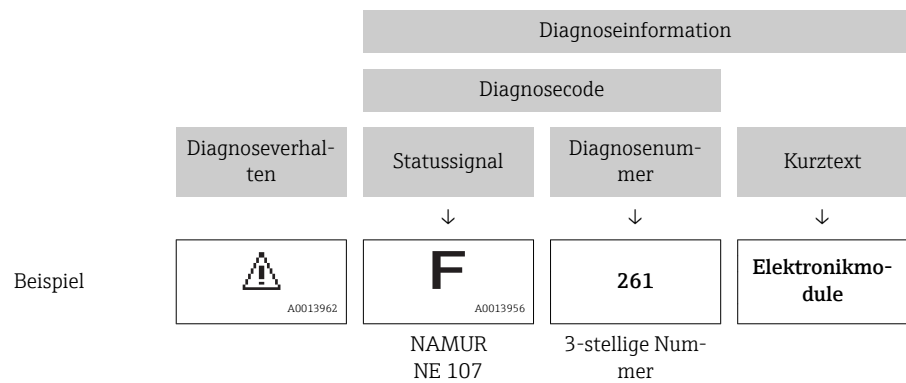 Diagnoseinformation
Diagnosecode
Diagnoseverhal-
ten
Statussignal
Diagnosenum-
mer
Kurztext
↓ ↓ ↓
Beispiel
A0013962
F
A0013956
261
Elektronikmo-
dule
NAMUR
NE 107
3-stellige Num-
mer